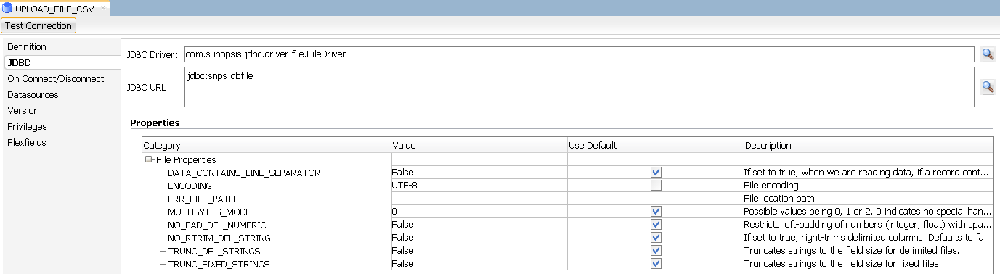 UPLOAD_FILE_CSV
Test Connection
Definition
JDBC
On Connect/Disconnect
Datasources
Version
Privileges
Flexfields
JDBC Driver: com.sunopsis.jdbc.driver.file.FileDriver
JDBC URL: jdbc:snps:dbfile
Properties
Category Value Use Default Description
File Properties
DATA_CONTAINS_LINE_SEPARATOR False If set to true, when we are reading data, if a record cont...
ENCODING UTF-8 File encoding.
ERR_FILE_PATH File location path.
MULTIBYTES_MODE 0 Possible values being 0, 1 or 2. 0 indicates no special han...
NO_PAD_DEL_NUMERIC False Restricts left-padding of numbers (integer, float) with spa...
NO_RTRIM_DEL_STRING False If set to true, right-trims delimited columns. Defaults to fa...
TRUNC_DEL_STRINGS False Truncates strings to the field size for delimited files.
TRUNC_FIXED_STRINGS False Truncates strings to the field size for fixed files.